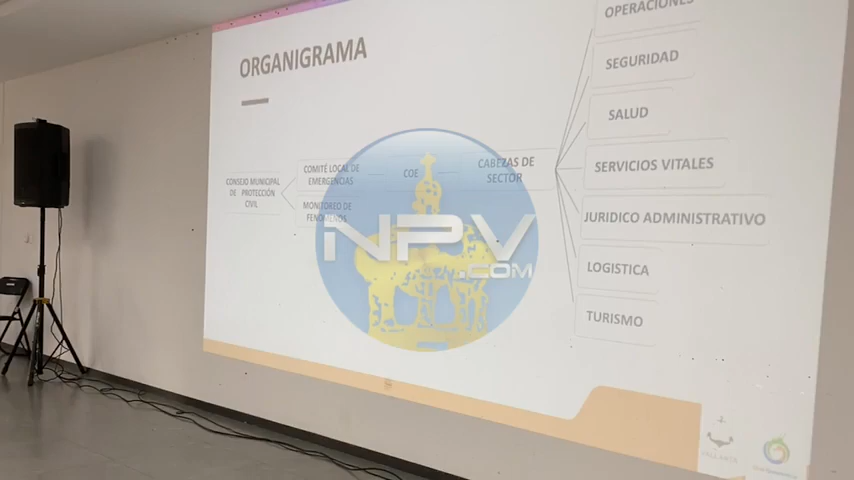 ORGANIGRAMA
CONSEJO MUNICIPAL
DE PROTECCIÓN
CIVIL
COMITÉ LOCAL DE
EMERGENCIAS
MONITOREO DE
FENOMENOS
COE
CABEZAS DE
SECTOR
OPERACIONES
SEGURIDAD
SALUD
SERVICIOS VITALES
JURIDICO ADMINISTRATIVO
LOGISTICA
TURISMO
NPV
.COM